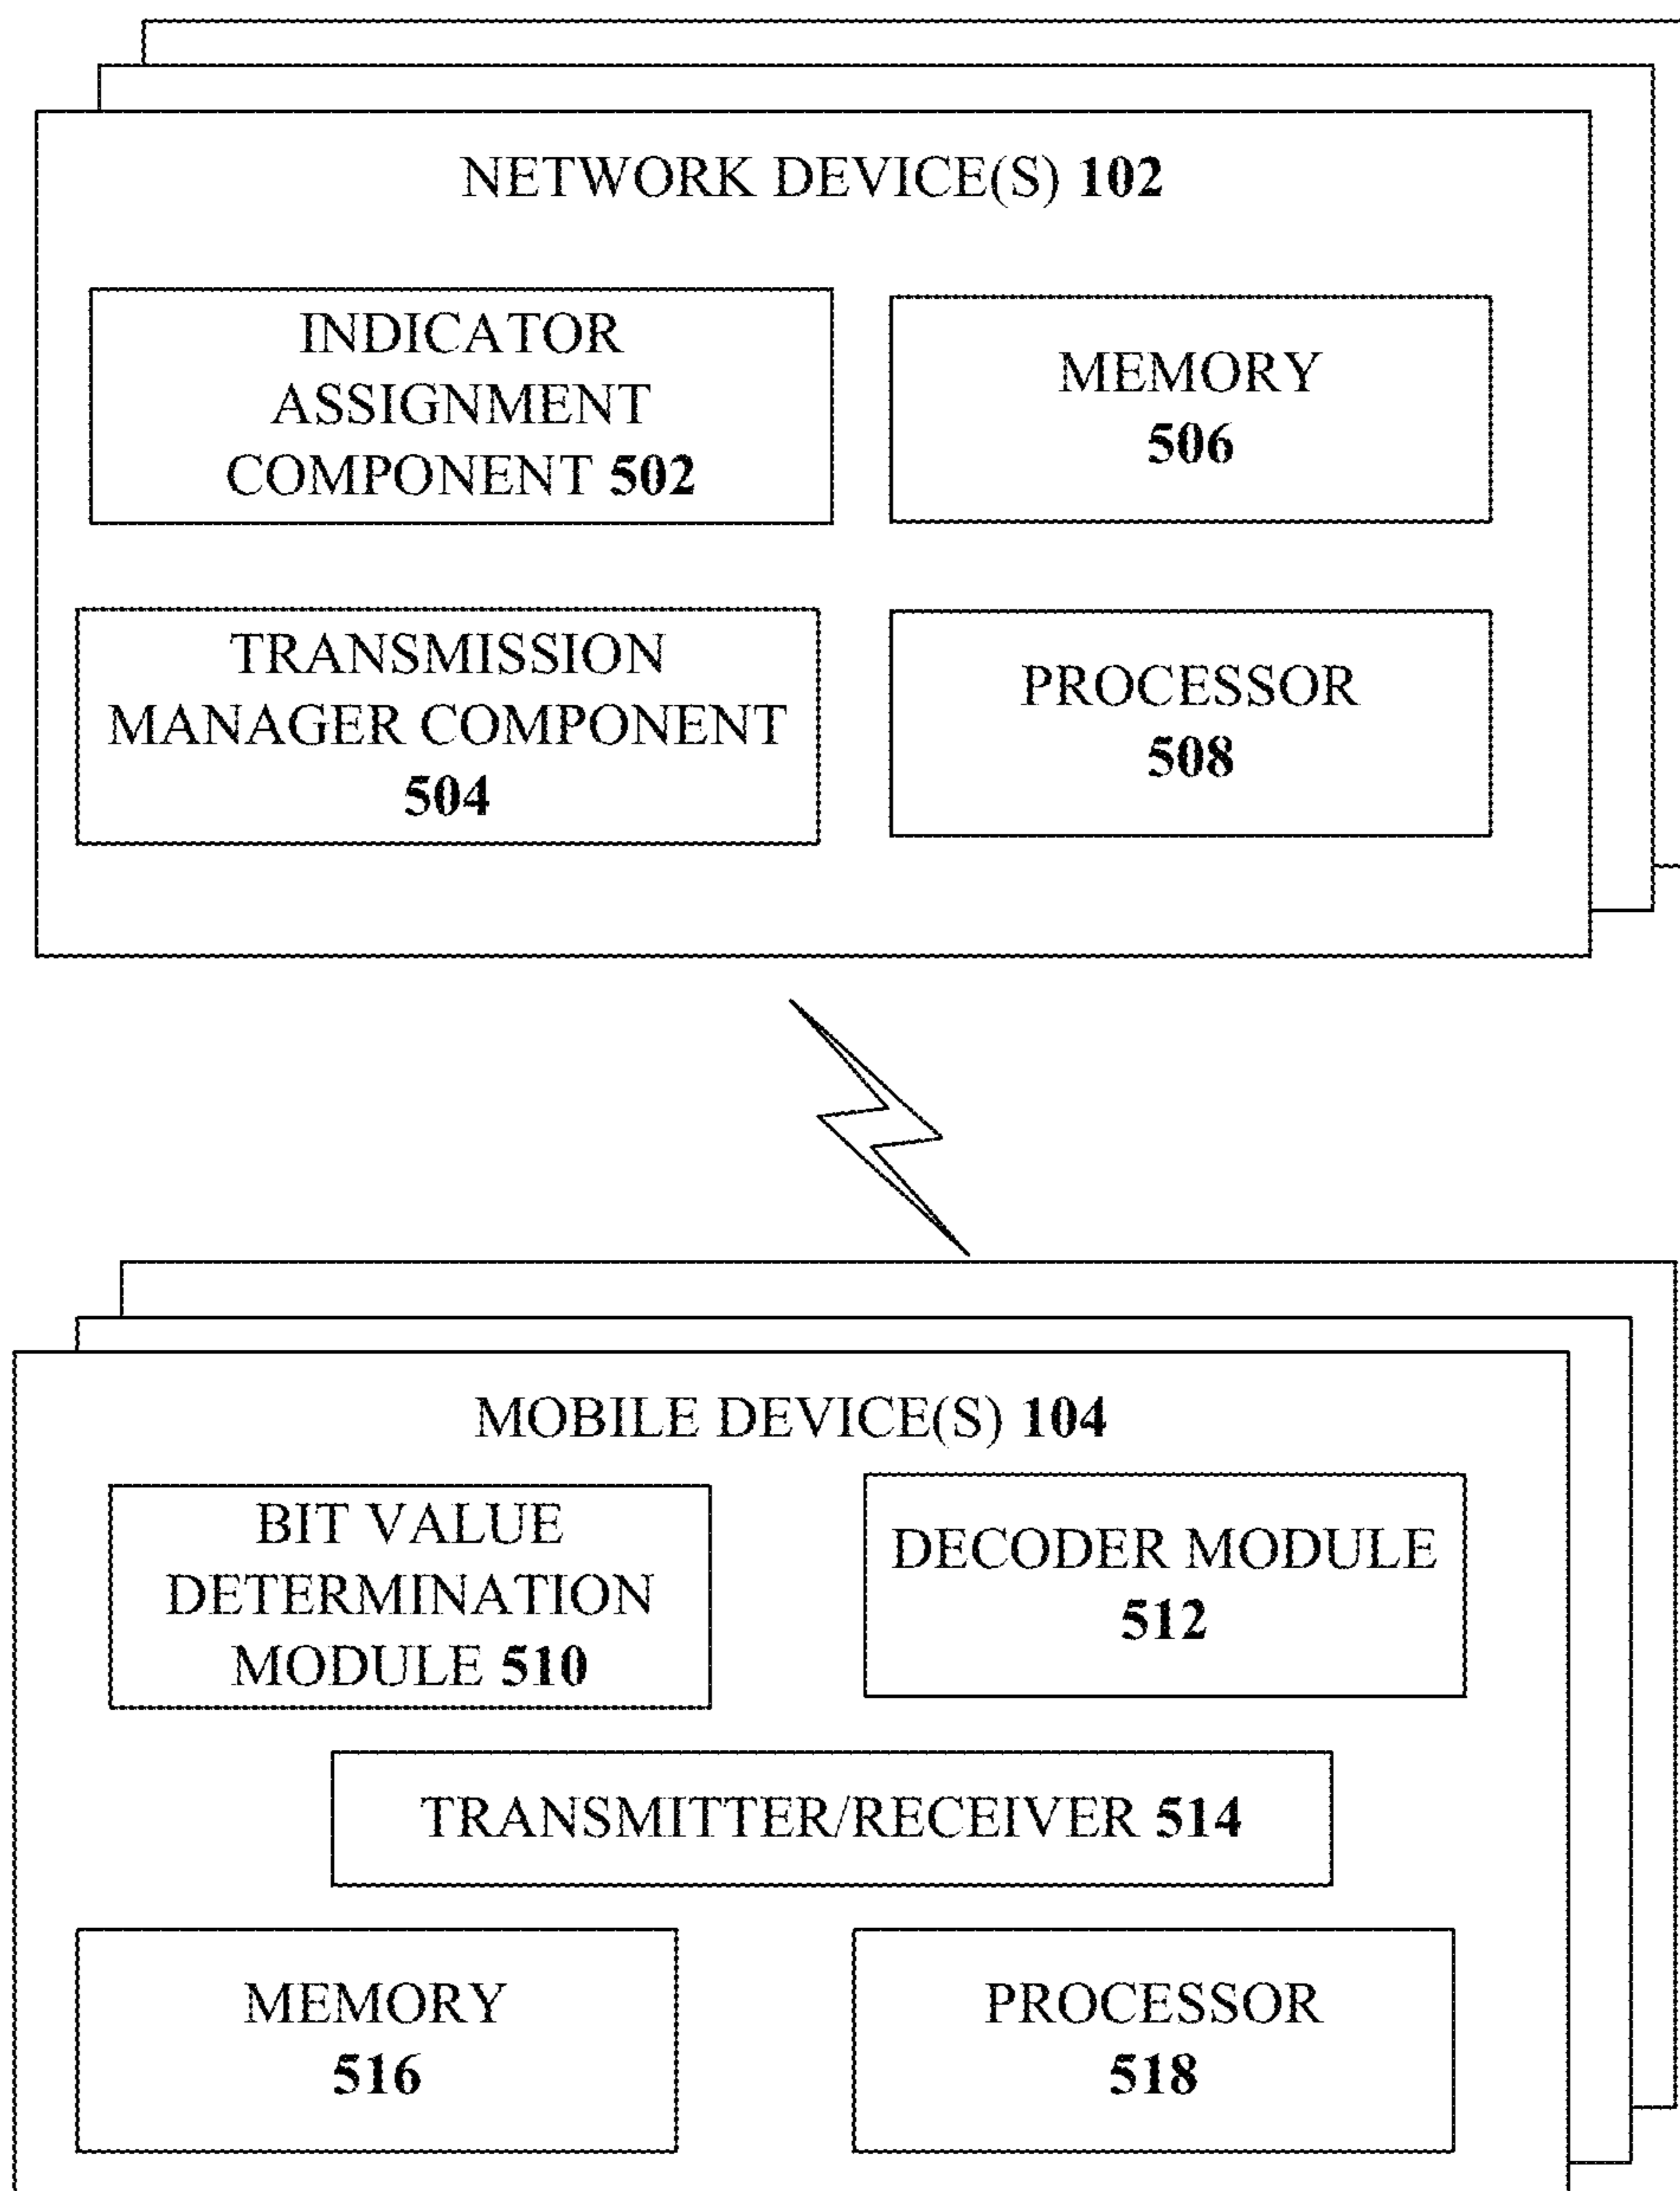 NETWORK DEVICE(S) 102
INDICATOR
ASSIGNMENT
COMPONENT 502
MEMORY
506
TRANSMISSION
MANAGER COMPONENT
504
PROCESSOR
508
MOBILE DEVICE(S) 104
BIT VALUE
DETERMINATION
MODULE 510
DECODER MODULE
512
TRANSMITTER/RECEIVER 514
MEMORY
516
PROCESSOR
518